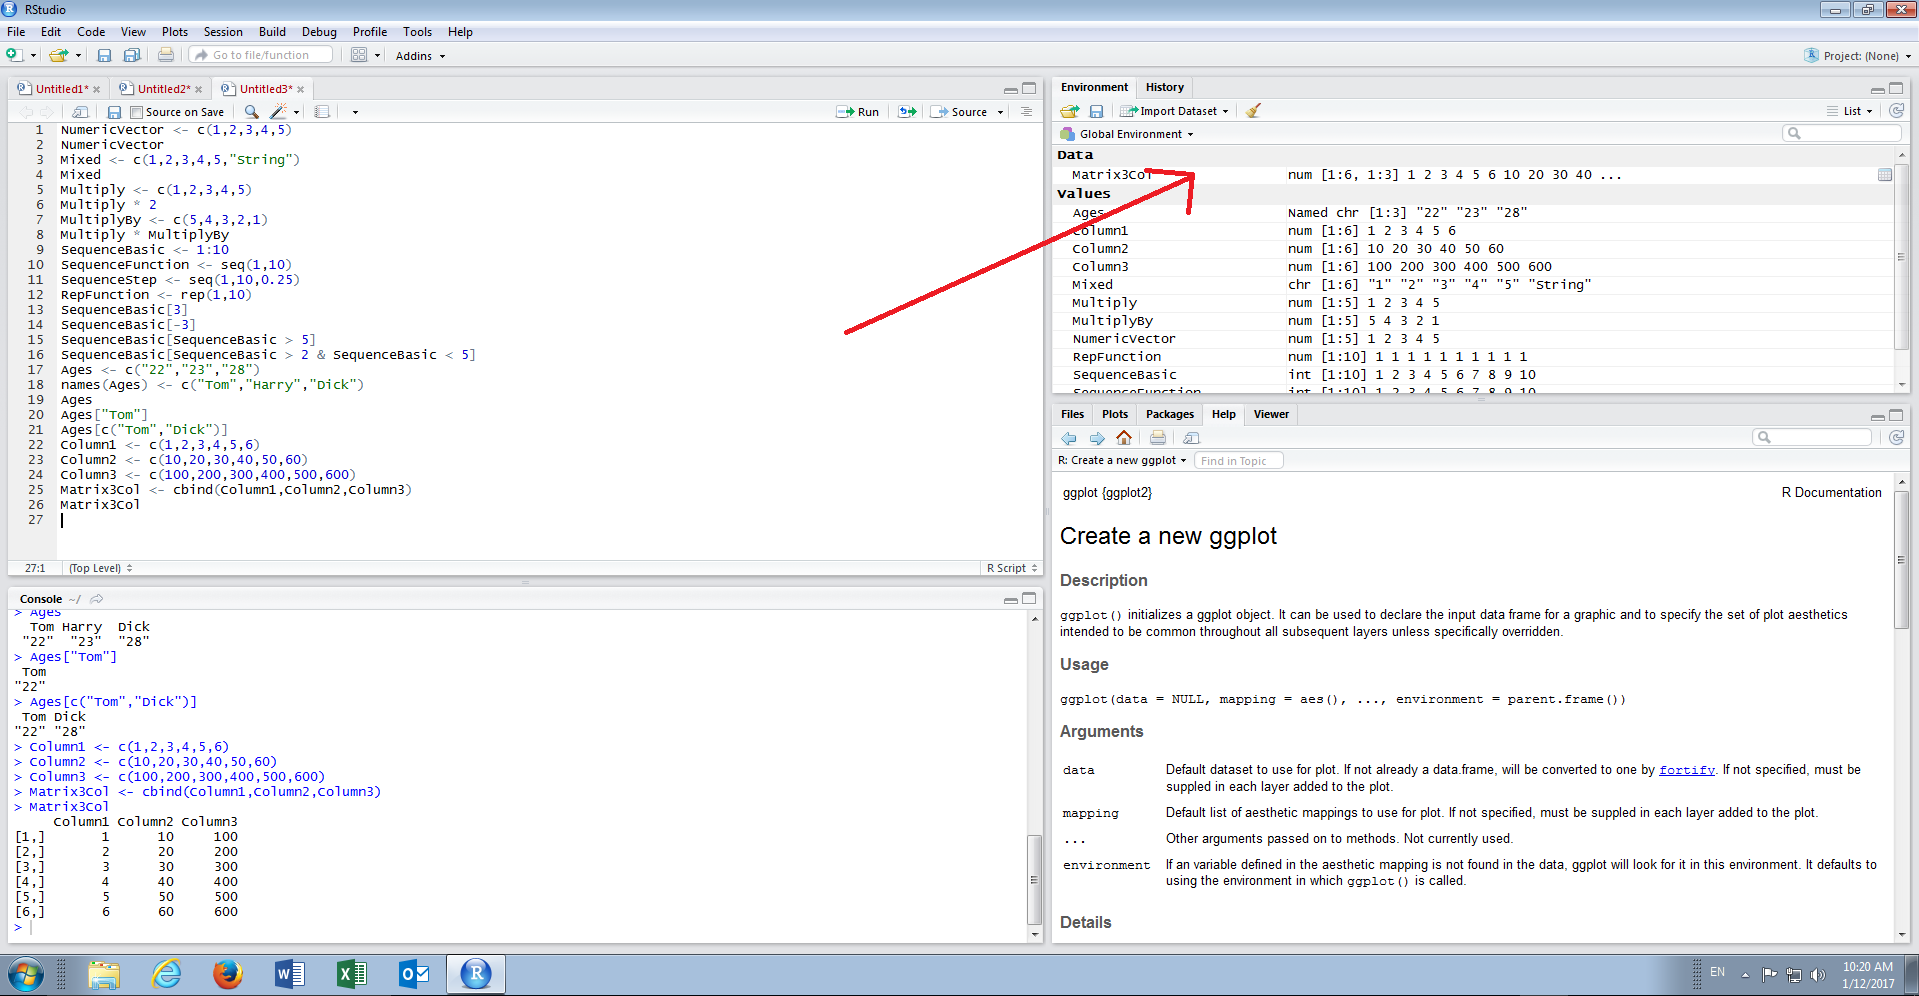 RStudio
File Edit Code View Plots Session Build Debug Profile Tools Help
Go to file/function Addins Project: (None)
Untitled1* Untitled2* Untitled3*
Source on Save Run Source
1 NumericVector <- c(1,2,3,4,5)
2 NumericVector
3 Mixed <- c(1,2,3,4,5,"String")
4 Mixed
5 Multiply <- c(1,2,3,4,5)
6 Multiply * 2
7 MultiplyBy <- c(5,4,3,2,1)
8 Multiply * MultiplyBy
9 SequenceBasic <- 1:10
10 SequenceFunction <- seq(1,10)
11 SequenceStep <- seq(1,10,0.25)
12 RepFunction <- rep(1,10)
13 SequenceBasic[3]
14 SequenceBasic[-3]
15 SequenceBasic[SequenceBasic > 5]
16 SequenceBasic[SequenceBasic > 2 & SequenceBasic < 5]
17 Ages <- c("22","23","28")
18 names(Ages) <- c("Tom","Harry","Dick")
19 Ages
20 Ages["Tom"]
21 Ages[c("Tom","Dick")]
22 Column1 <- c(1,2,3,4,5,6)
23 Column2 <- c(10,20,30,40,50,60)
24 Column3 <- c(100,200,300,400,500,600)
25 Matrix3Col <- cbind(Column1,Column2,Column3)
26 Matrix3Col
27
27:1 (Top Level) R Script
Console ~/
> Ages
Tom Harry Dick
"22" "23" "28"
> Ages["Tom"]
Tom
"22"
> Ages[c("Tom","Dick")]
Tom Dick
"22" "28"
> Column1 <- c(1,2,3,4,5,6)
> Column2 <- c(10,20,30,40,50,60)
> Column3 <- c(100,200,300,400,500,600)
> Matrix3Col <- cbind(Column1,Column2,Column3)
> Matrix3Col
Column1 Column2 Column3
[1,] 1 10 100
[2,] 2 20 200
[3,] 3 30 300
[4,] 4 40 400
[5,] 5 50 500
[6,] 6 60 600
>
Environment History
Import Dataset List
Global Environment
Data
Matrix3Col num [1:6, 1:3] 1 2 3 4 5 6 10 20 30 40 ...
Values
Ages Named chr [1:3] "22" "23" "28"
Column1 num [1:6] 1 2 3 4 5 6
Column2 num [1:6] 10 20 30 40 50 60
Column3 num [1:6] 100 200 300 400 500 600
Mixed chr [1:6] "1" "2" "3" "4" "5" "String"
Multiply num [1:5] 1 2 3 4 5
MultiplyBy num [1:5] 5 4 3 2 1
NumericVector num [1:5] 1 2 3 4 5
RepFunction num [1:10] 1 1 1 1 1 1 1 1 1 1
SequenceBasic int [1:10] 1 2 3 4 5 6 7 8 9 10
SequenceFunction int [1:10] 1 2 3 4 5 6 7 8 9 10
Files Plots Packages Help Viewer
R: Create a new ggplot Find in Topic
ggplot {ggplot2} R Documentation
Create a new ggplot
Description
ggplot() initializes a ggplot object. It can be used to declare the input data frame for a graphic and to specify the set of plot aesthetics
intended to be common throughout all subsequent layers unless specifically overridden.
Usage
ggplot(data = NULL, mapping = aes(), ..., environment = parent.frame())
Arguments
data Default dataset to use for plot. If not already a data.frame, will be converted to one by fortify. If not specified, must be
suppled in each layer added to the plot.
mapping Default list of aesthetic mappings to use for plot. If not specified, must be suppled in each layer added to the plot.
... Other arguments passed on to methods. Not currently used.
environment If an variable defined in the aesthetic mapping is not found in the data, ggplot will look for it in this environment. It defaults to
using the environment in which ggplot() is called.
Details
EN 10:20 AM
1/12/2017